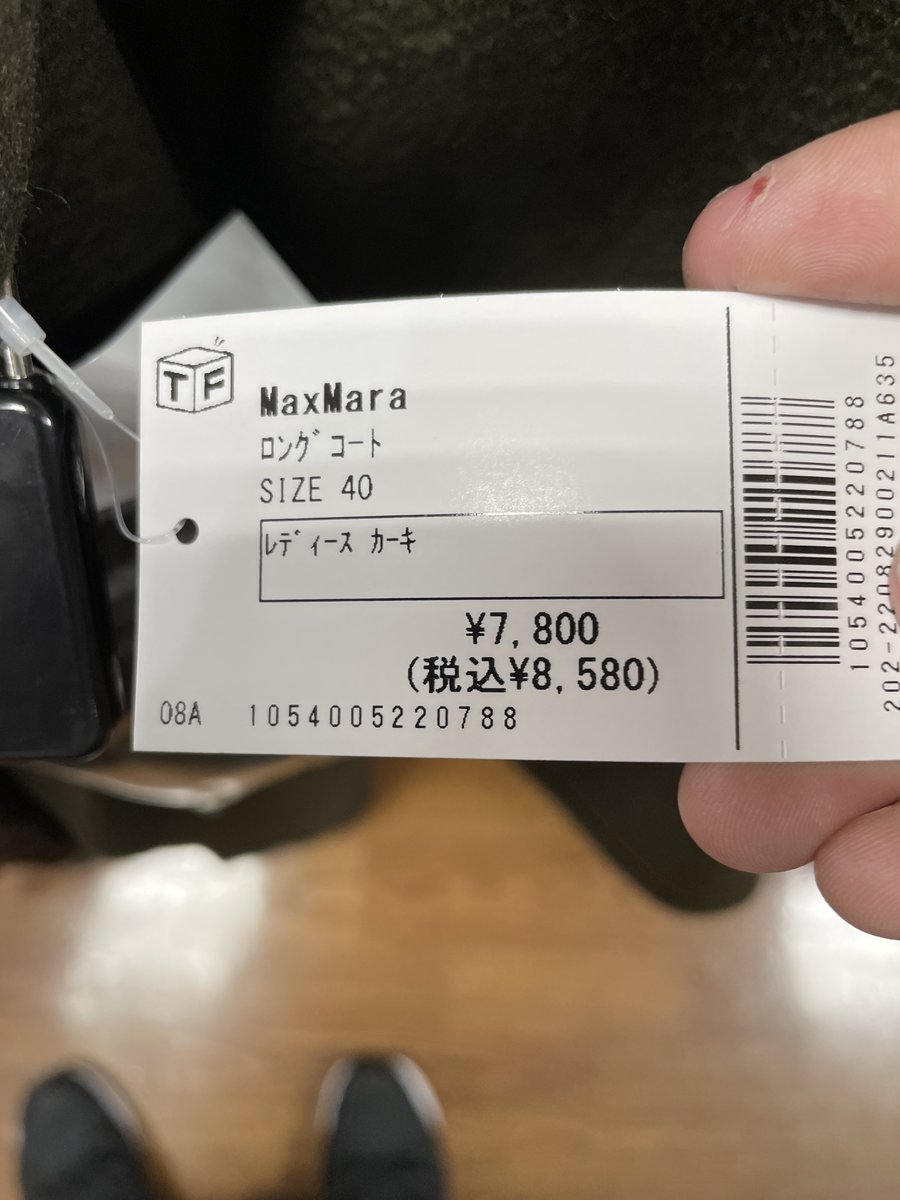 TF
MaxMara
ﾛﾝｸﾞｺｰﾄ
SIZE 40
ﾚﾃﾞｨｰｽ ｶｰｷ
¥7,800
(税込¥8,580)
08A 1054005220788
1054005220788
202-22082900211A635